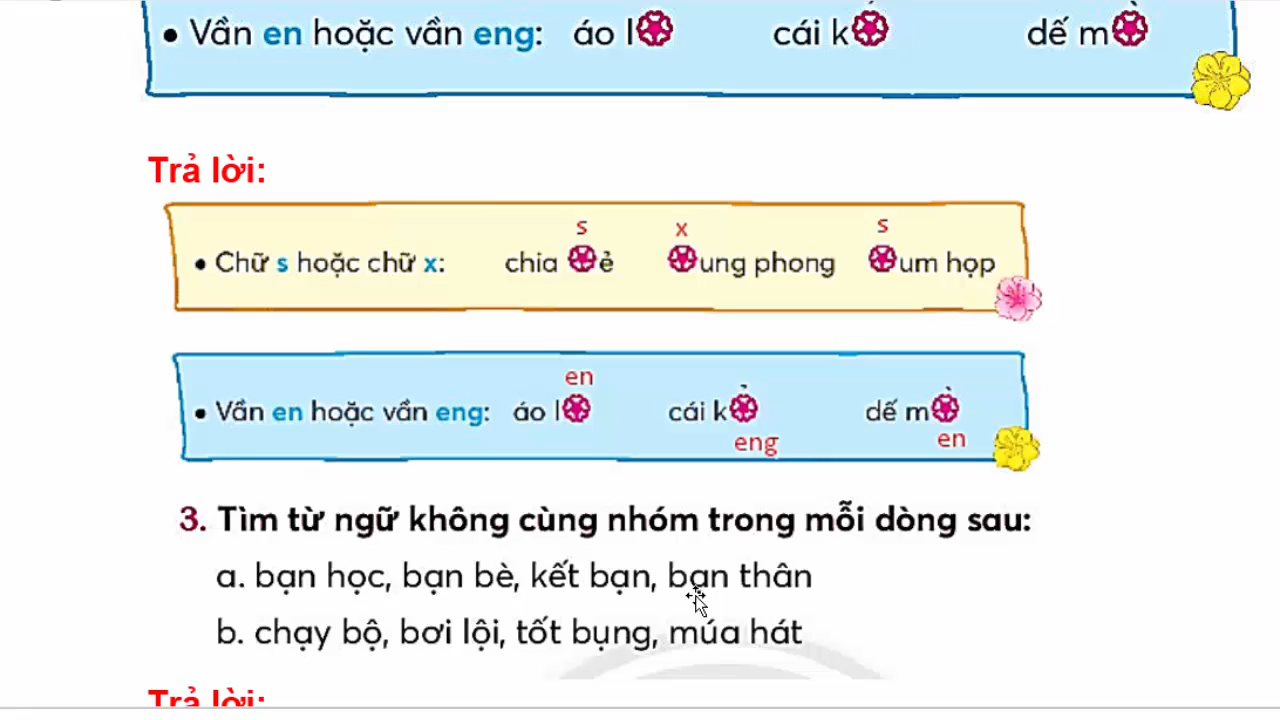 • Vần en hoặc vần eng: áo l cái k̉ dế m̀
Trả lời:
s x s
• Chữ s hoặc chữ x: chia ẻ ung phong um họp
en
• Vần en hoặc vần eng: áo l cái k̉ dế m̀
eng en
3. Tìm từ ngữ không cùng nhóm trong mỗi dòng sau:
a. bạn học, bạn bè, kết bạn, bạn thân
b. chạy bộ, bơi lội, tốt bụng, múa hát
Trả lời: